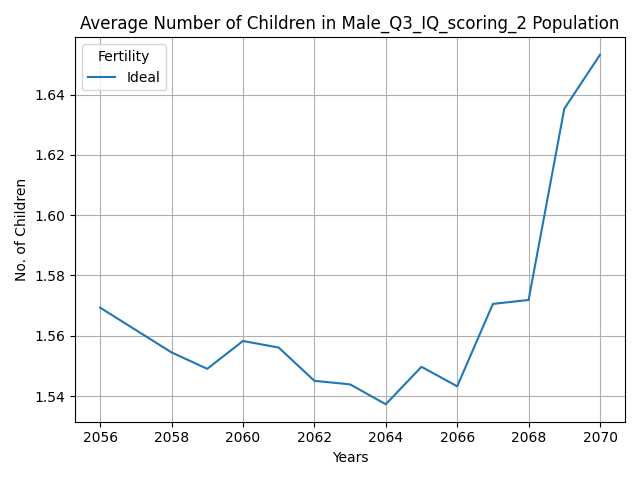 Average Number of Children in Male_Q3_IQ_scoring_2 Population
Fertility
Ideal
No. of Children
1.64
1.62
1.60
1.58
1.56
1.54
2056 2058 2060 2062 2064 2066 2068 2070
Years